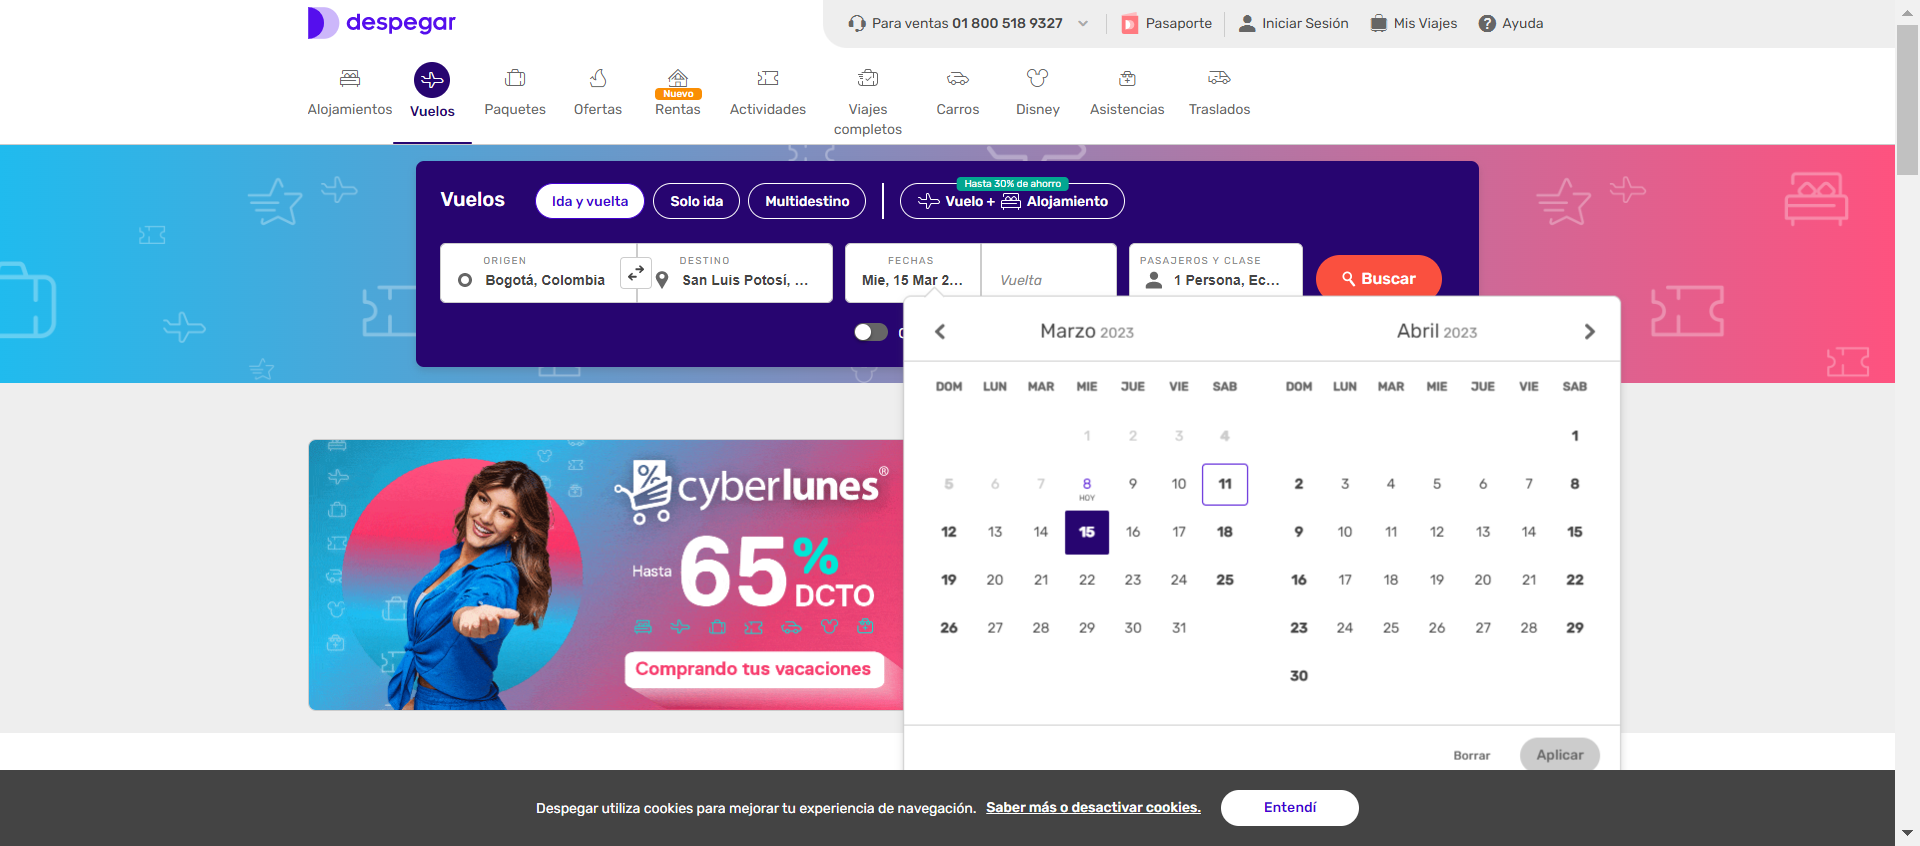 despegar
Para ventas 01 800 518 9327
Pasaporte
Iniciar Sesión
Mis Viajes
Ayuda
Alojamientos
Vuelos
Paquetes
Ofertas
Nuevo
Rentas
Actividades
Viajes
completos
Carros
Disney
Asistencias
Traslados
Vuelos
Ida y vuelta
Solo ida
Multidestino
Hasta 30% de ahorro
Vuelo + Alojamiento
ORIGEN
Bogotá, Colombia
DESTINO
San Luis Potosí, ...
FECHAS
Mie, 15 Mar 2...
Vuelta
PASAJEROS Y CLASE
1 Persona, Ec...
Buscar
Marzo 2023
Abril 2023
DOM LUN MAR MIE JUE VIE SAB
1 2 3 4
5 6 7 8 9 10 11
HOY
12 13 14 15 16 17 18
19 20 21 22 23 24 25
26 27 28 29 30 31
DOM LUN MAR MIE JUE VIE SAB
1
2 3 4 5 6 7 8
9 10 11 12 13 14 15
16 17 18 19 20 21 22
23 24 25 26 27 28 29
30
Borrar
Aplicar
%
cyberlunes®
Hasta 65% DCTO
Comprando tus vacaciones
Despegar utiliza cookies para mejorar tu experiencia de navegación. Saber más o desactivar cookies.
Entendí